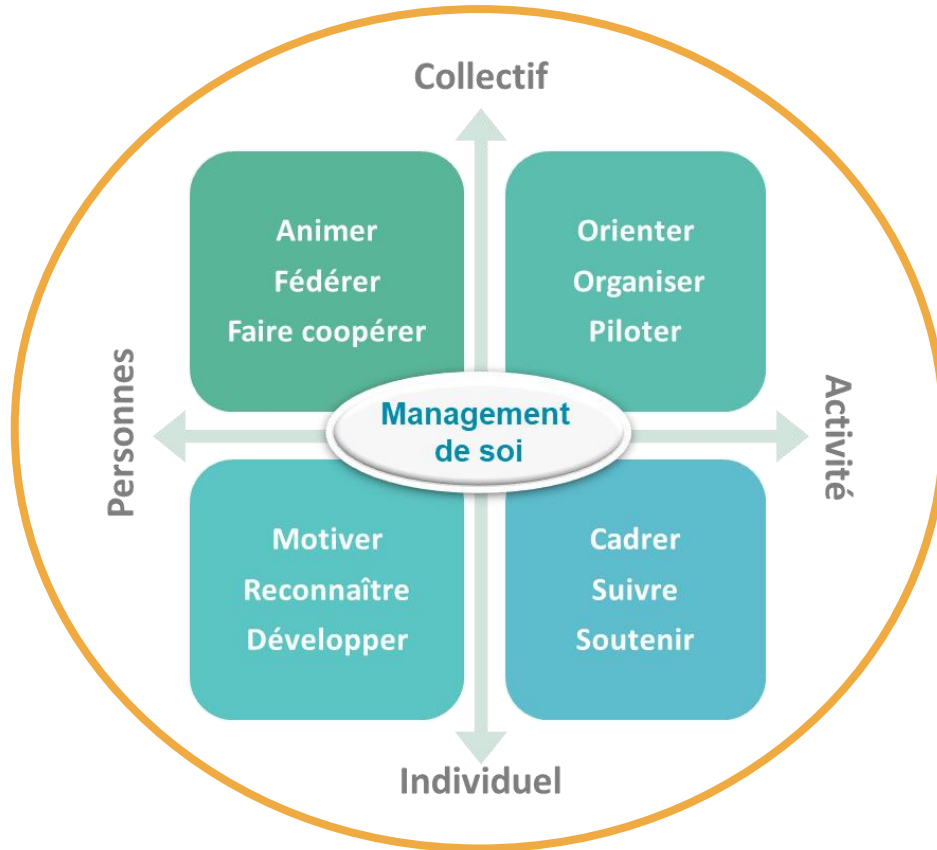 Collectif
Animer
Fédérer
Faire coopérer
Orienter
Organiser
Piloter
Personnes
Management
de soi
Activité
Motiver
Reconnaître
Développer
Cadrer
Suivre
Soutenir
Individuel